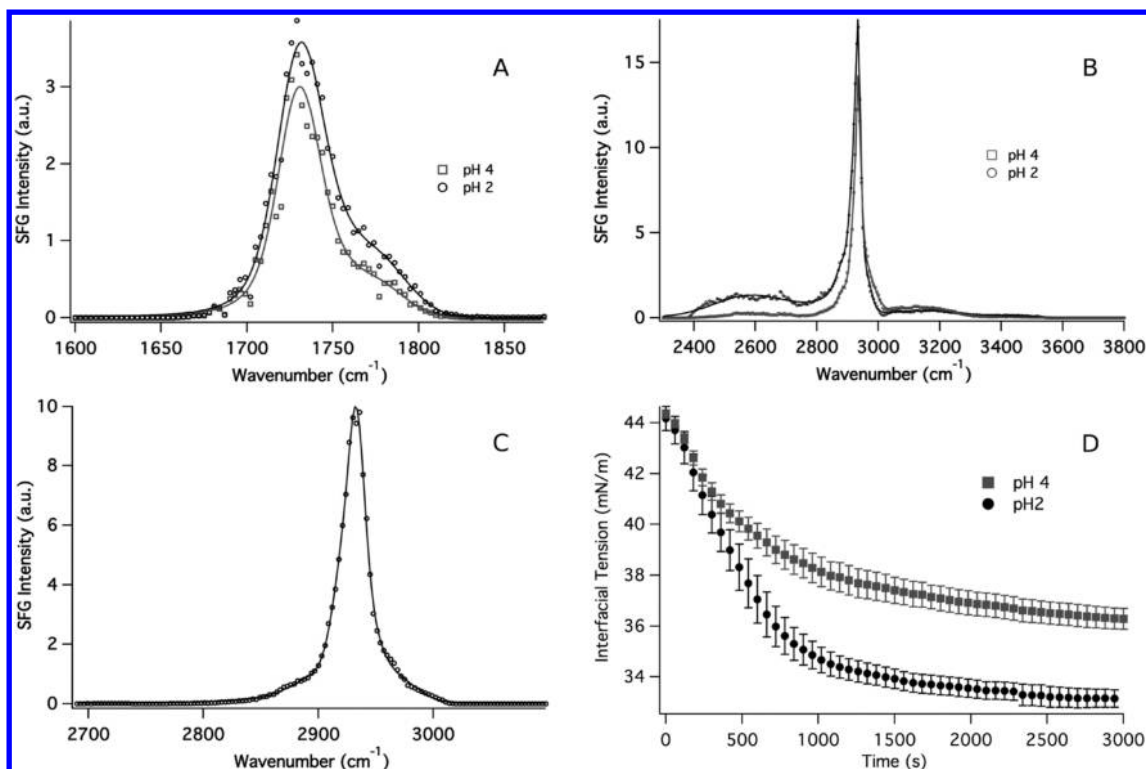 A
SFG Intensity (a.u.)
3
2
1
0
pH 4
pH 2
1600
1650
1700
1750
1800
1850
Wavenumber (cm-1)
B
SFG Intenisty (a.u.)
15
10
5
0
pH 4
pH 2
2400
2600
2800
3000
3200
3400
3600
3800
Wavenumber (cm-1)
C
SFG Intensity (a.u.)
10
8
6
4
2
0
2700
2800
2900
3000
Wavenumber (cm-1)
D
Interfacial Tension (mN/m)
44
42
40
38
36
34
pH 4
pH2
0
500
1000
1500
2000
2500
3000
Time (s)